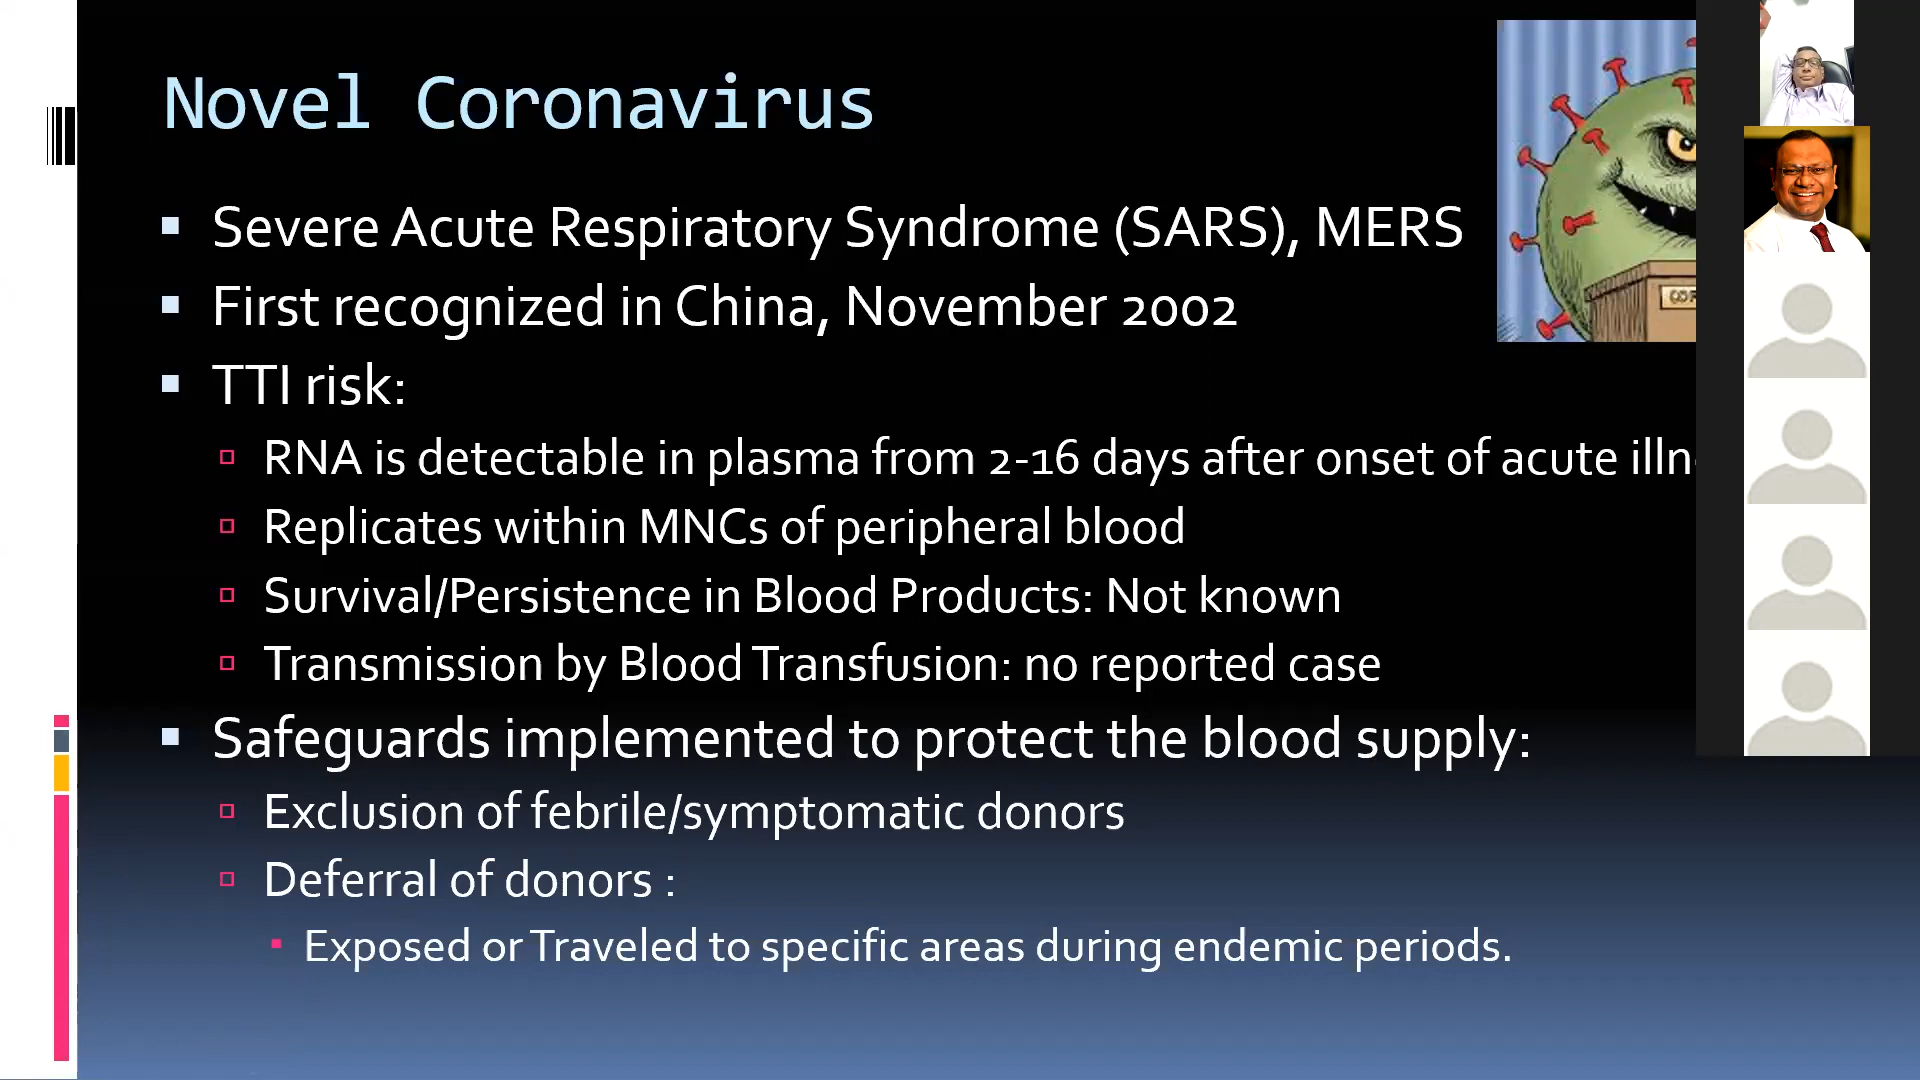 Novel Coronavirus
Severe Acute Respiratory Syndrome (SARS), MERS
First recognized in China, November 2002
TTI risk:
RNA is detectable in plasma from 2-16 days after onset of acute
Replicates within MNCs of peripheral blood
Survival/Persistence in Blood Products: Not known
Transmission by Blood Transfusion: no reported case
Safeguards implemented to protect the blood supply:
Exclusion of febrile/symptomatic donors
Deferral of donors :
Exposed or Traveled to specific areas during endemic periods.